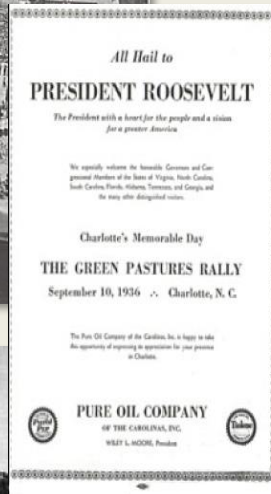 All Hail to
PRESIDENT ROOSEVELT
The President with a heart for the people and a vision
for a greater America
We especially welcome the honorable Governors and Con-
gressional Members of the States of Virginia, North Carolina,
South Carolina, Florida, Alabama, Tennessee, and Georgia, and
the many other distinguished visitors.
Charlotte's Memorable Day
THE GREEN PASTURES RALLY
September 10, 1936 ∴ Charlotte, N. C.
The Pure Oil Company of the Carolinas, Inc. is happy to take
this opportunity of expressing its appreciation for your presence
in Charlotte.
PURE OIL COMPANY
OF THE CAROLINAS, INC.
WILEY L. MOORE, President
Purol
Pep
Tiolene